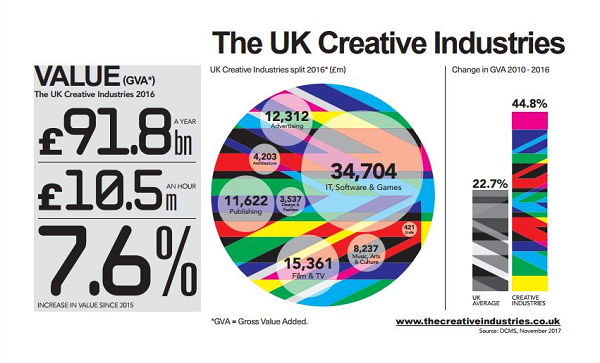 The UK Creative Industries
VALUE (GVA*)
The UK Creative Industries 2016
£91.8bn A YEAR
£10.5m AN HOUR
7.6%
INCREASE IN VALUE SINCE 2015
UK Creative Industries split 2016* (£m)
12,312
Advertising
4,203
Architecture
34,704
IT, Software & Games
11,622
Publishing
3,537
Design &
Fashion
421
Crafts
8,237
Music, Arts
& Culture
15,361
Film & TV
*GVA = Gross Value Added.
Change in GVA 2010 - 2016
44.8%
22.7%
UK
AVERAGE
CREATIVE
INDUSTRIES
www.thecreativeindustries.co.uk
Source: DCMS, November 2017